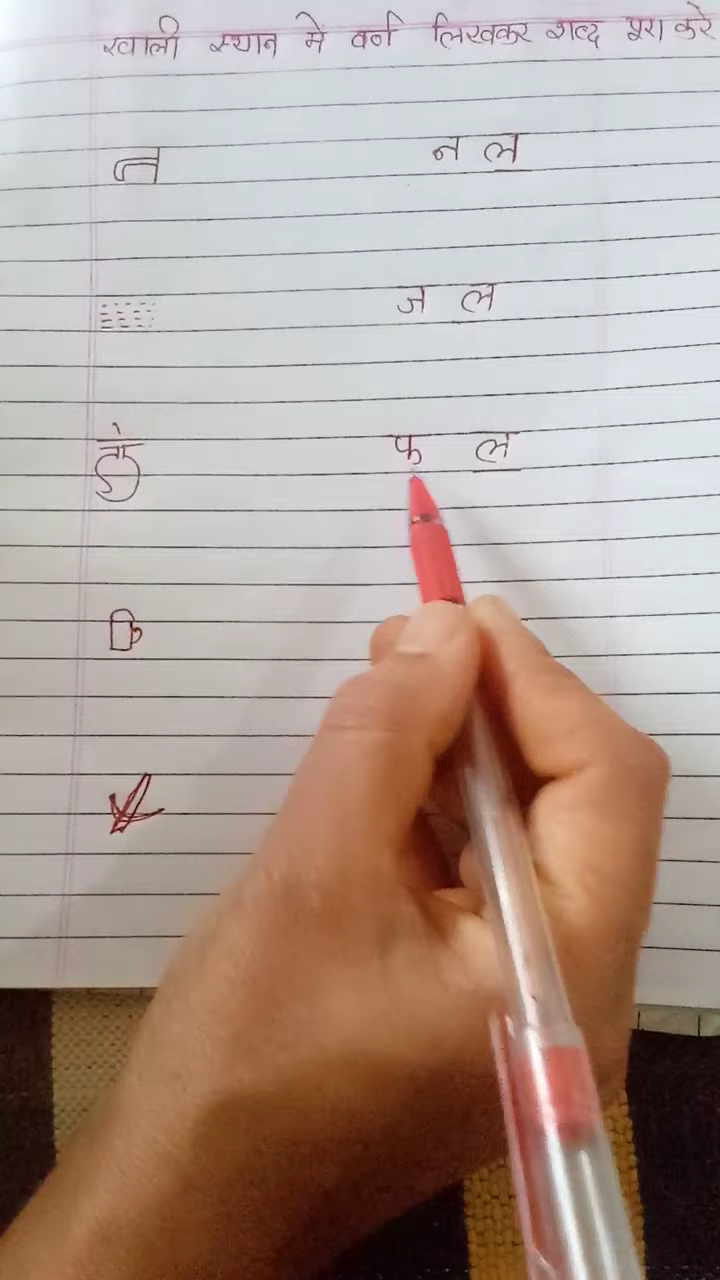 खाली स्थान में वर्न लिखकर शब्द पूरा करे
न ल
ज ल
फ ल